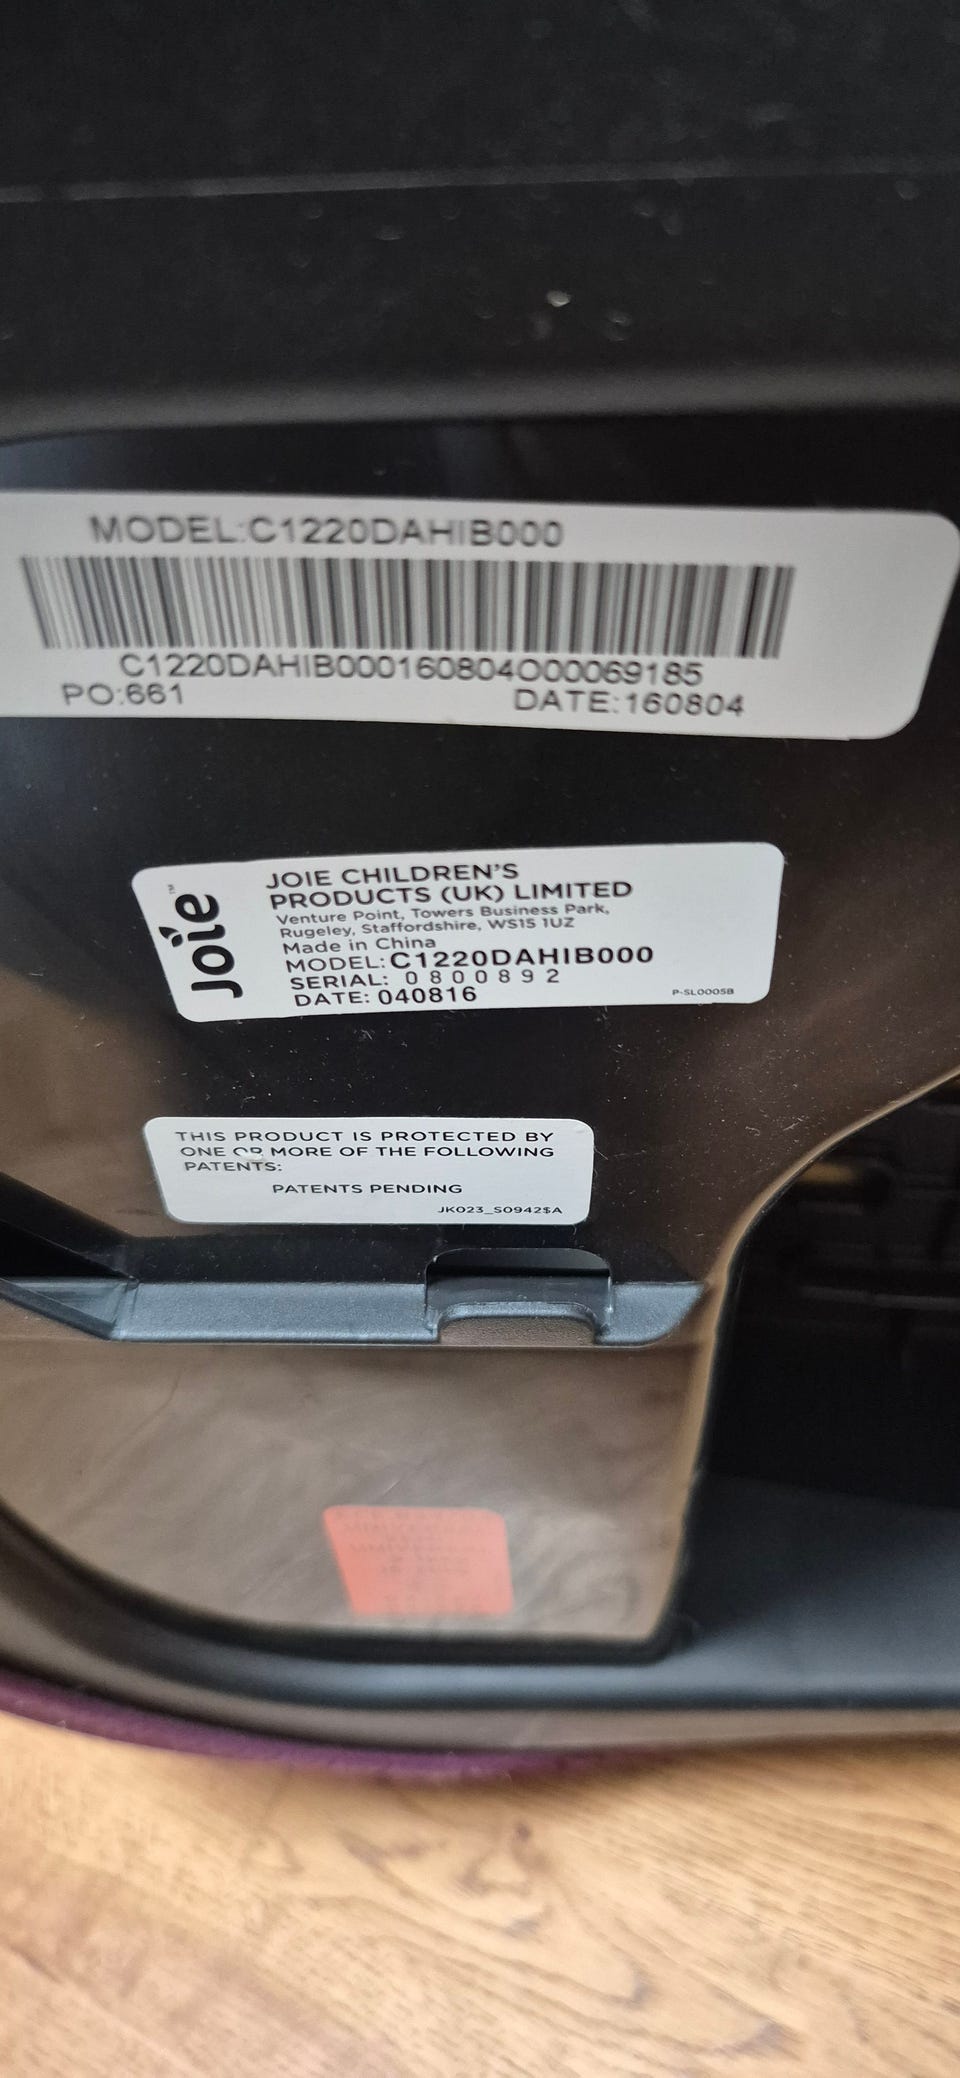 MODEL:C1220DAHIB000
C1220DAHIB000160804O00069185
PO:661 DATE:160804
Joie™
JOIE CHILDREN'S
PRODUCTS (UK) LIMITED
Venture Point, Towers Business Park,
Rugeley, Staffordshire, WS15 1UZ
Made in China
MODEL: C1220DAHIB000
SERIAL: 0800892
DATE: 040816
P-SL0005B
THIS PRODUCT IS PROTECTED BY
ONE OR MORE OF THE FOLLOWING
PATENTS:
PATENTS PENDING
JK023_S0942$A